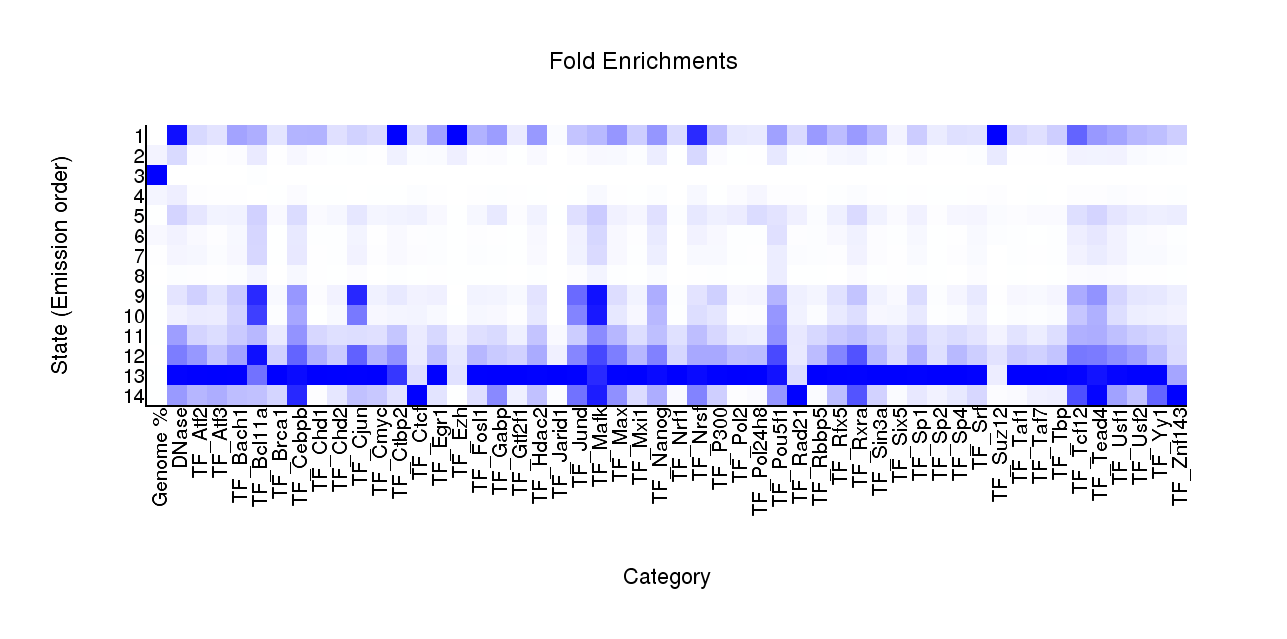 Fold Enrichments
State (Emission order)
1
2
3
4
5
6
7
8
9
10
11
12
13
14
Genome %
DNase
TF_Atf2
TF_Atf3
TF_Bach1
TF_Bcl11a
TF_Brca1
TF_Cebpb
TF_Chd1
TF_Chd2
TF_Cjun
TF_Cmyc
TF_Ctbp2
TF_Ctcf
TF_Egr1
TF_Ezh
TF_Fosl1
TF_Gabp
TF_Gtf2f1
TF_Hdac2
TF_Jarid1
TF_Jund
TF_Mafk
TF_Max
TF_Mxi1
TF_Nanog
TF_Nrf1
TF_Nrsf
TF_P300
TF_Pol2
TF_Pol24h8
TF_Pou5f1
TF_Rad21
TF_Rbbp5
TF_Rfx5
TF_Rxra
TF_Sin3a
TF_Six5
TF_Sp1
TF_Sp2
TF_Sp4
TF_Srf
TF_Suz12
TF_Taf1
TF_Taf7
TF_Tbp
TF_Tcf12
TF_Tead4
TF_Usf1
TF_Usf2
TF_Yy1
TF_Znf143
Category